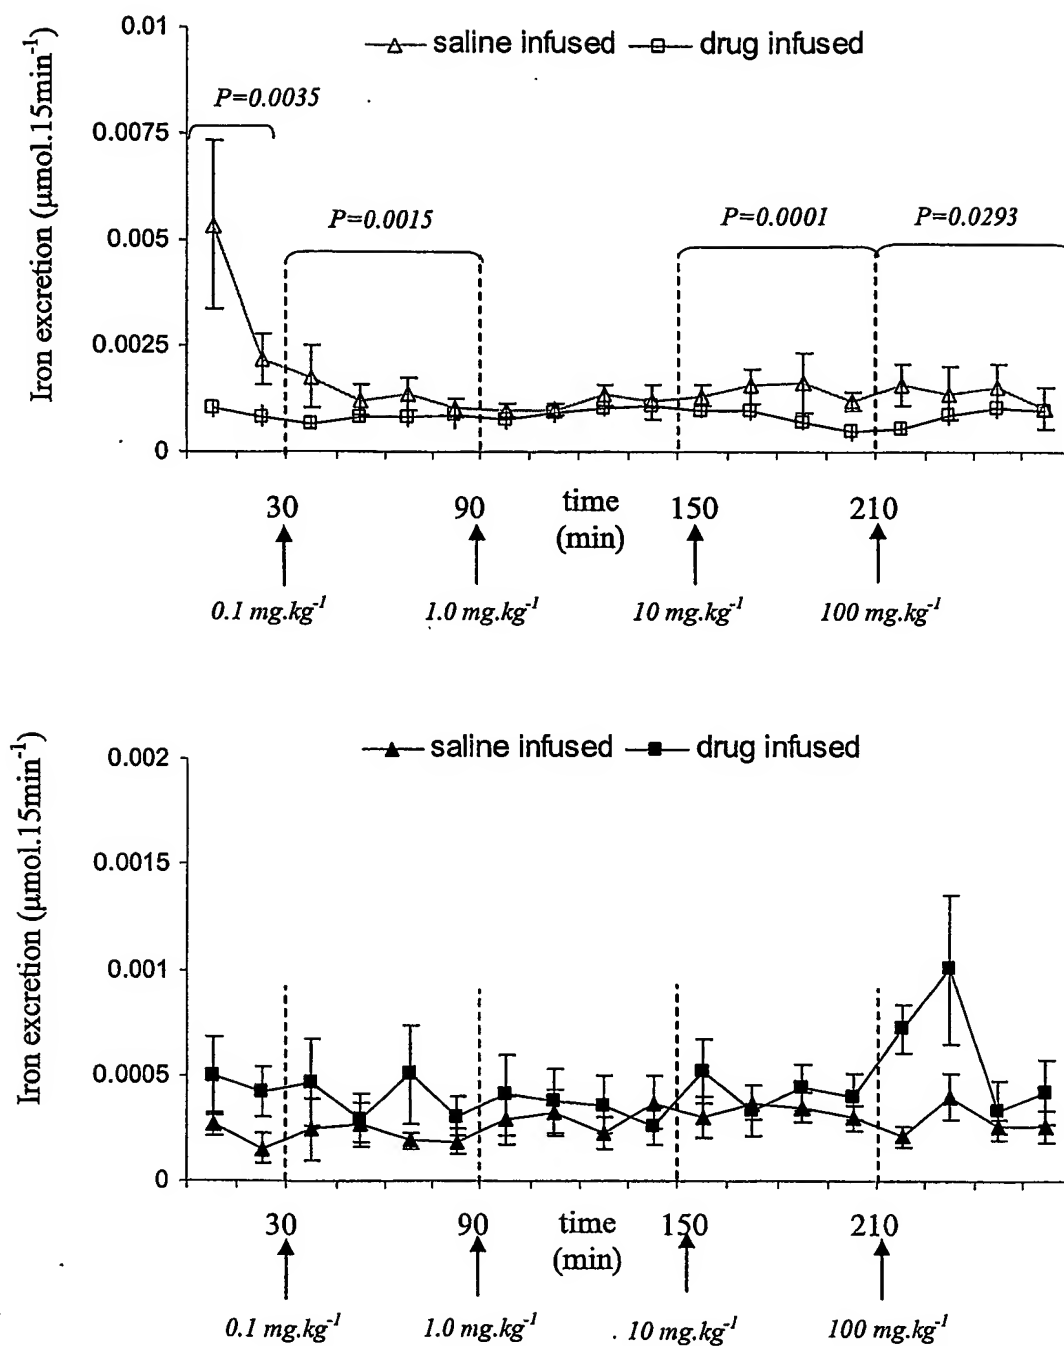 0.01
saline infused
drug infused
P=0.0035
0.0075
P=0.0015
P=0.0001
P=0.0293
0.005
0.0025
0
Iron excretion (μmol.15min⁻¹)
30
90
time
(min)
150
210
0.1 mg.kg⁻¹
1.0 mg.kg⁻¹
10 mg.kg⁻¹
100 mg.kg⁻¹
saline infused
drug infused
0.002
0.0015
0.001
0.0005
0
Iron excretion (μmol.15min⁻¹)
30
90
time
(min)
150
210
0.1 mg.kg⁻¹
1.0 mg.kg⁻¹
10 mg.kg⁻¹
100 mg.kg⁻¹